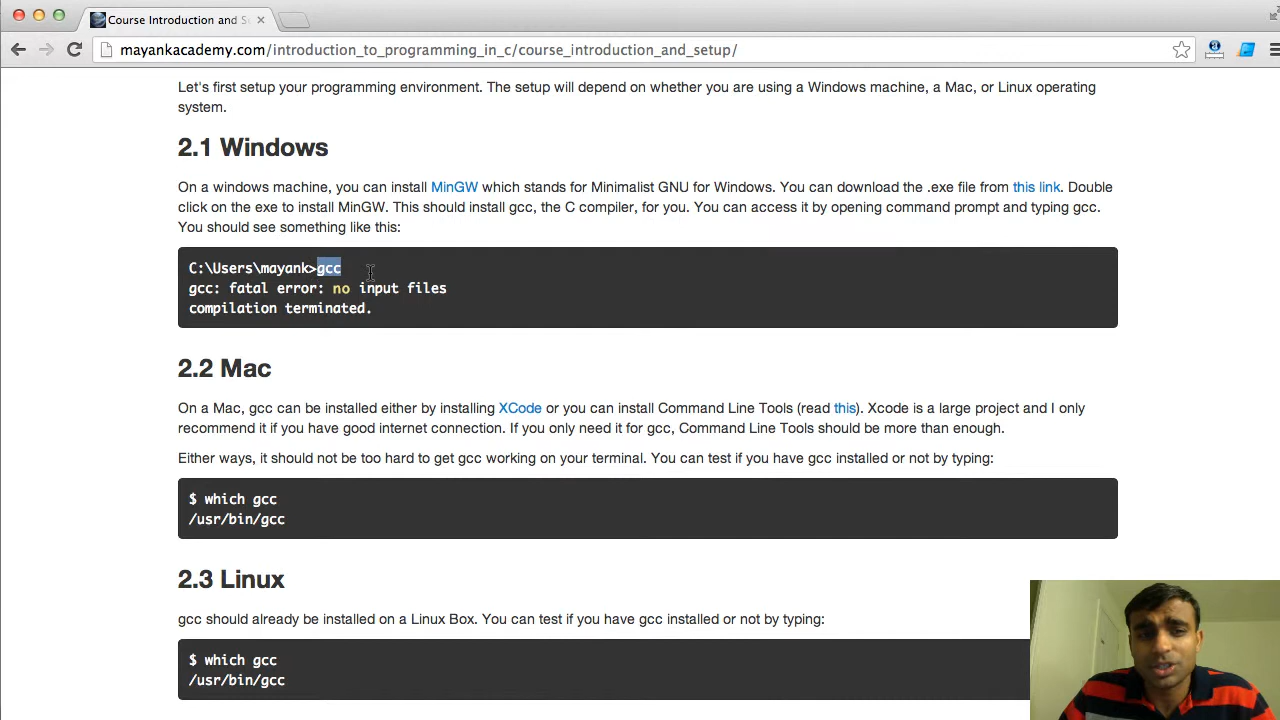 Course Introduction and S
mayankacademy.com/introduction_to_programming_in_c/course_introduction_and_setup/
Let's first setup your programming environment. The setup will depend on whether you are using a Windows machine, a Mac, or Linux operating
system.
2.1 Windows
On a windows machine, you can install MinGW which stands for Minimalist GNU for Windows. You can download the .exe file from this link. Double
click on the exe to install MinGW. This should install gcc, the C compiler, for you. You can access it by opening command prompt and typing gcc.
You should see something like this:
C:\Users\mayank>gcc
gcc: fatal error: no input files
compilation terminated.
2.2 Mac
On a Mac, gcc can be installed either by installing XCode or you can install Command Line Tools (read this). Xcode is a large project and I only
recommend it if you have good internet connection. If you only need it for gcc, Command Line Tools should be more than enough.
Either ways, it should not be too hard to get gcc working on your terminal. You can test if you have gcc installed or not by typing:
$ which gcc
/usr/bin/gcc
2.3 Linux
gcc should already be installed on a Linux Box. You can test if you have gcc installed or not by typing:
$ which gcc
/usr/bin/gcc